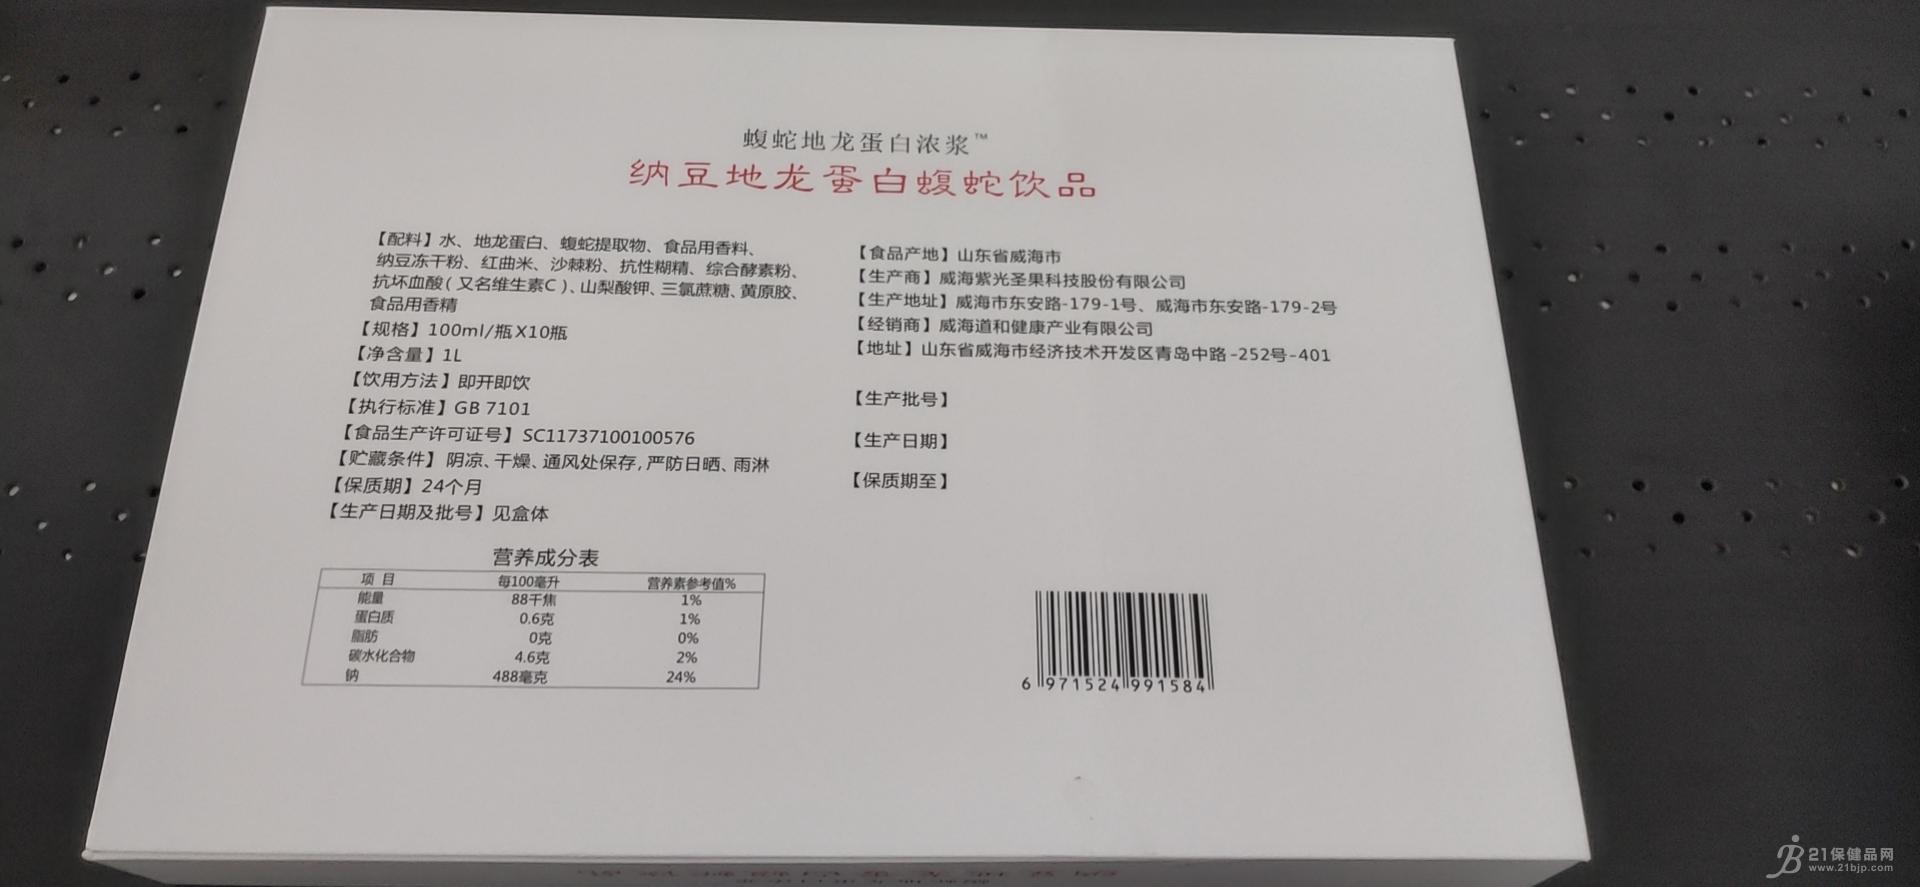 蝮蛇地龙蛋白浓浆™
纳豆地龙蛋白蝮蛇饮品
【配料】水、地龙蛋白、蝮蛇提取物、食品用香料、
纳豆冻干粉、红曲米、沙棘粉、抗性糊精、综合酵素粉、
抗坏血酸(又名维生素C)、山梨酸钾、三氯蔗糖、黄原胶、
食品用香精
【规格】100ml/瓶X10瓶
【净含量】1L
【饮用方法】即开即饮
【执行标准】GB 7101
【食品生产许可证号】SC11737100100576
【贮藏条件】阴凉、干燥、通风处保存,严防日晒、雨淋
【保质期】24个月
【生产日期及批号】见盒体
【食品产地】山东省威海市
【生产商】威海紫光圣果科技股份有限公司
【生产地址】威海市东安路-179-1号、威海市东安路-179-2号
【经销商】威海道和健康产业有限公司
【地址】山东省威海市经济技术开发区青岛中路-252号-401
【生产批号】
【生产日期】
【保质期至】
营养成分表
项目 每100毫升 营养素参考值%
能量 88千焦 1%
蛋白质 0.6克 1%
脂肪 0克 0%
碳水化合物 4.6克 2%
钠 488毫克 24%
6 971524 991584
21保健品网
www.21bjp.com